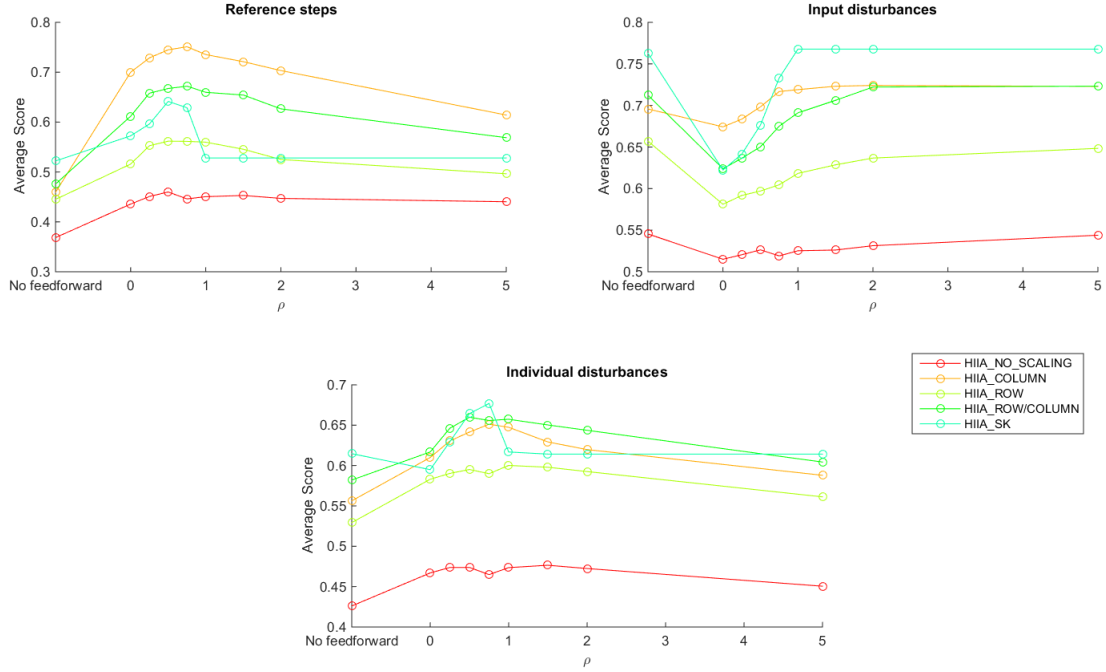 Reference steps
Average Score
0.8
0.7
0.6
0.5
0.4
0.3
No feedforward 0 1 2 3 4 5
ρ
Input disturbances
Average Score
0.8
0.75
0.7
0.65
0.6
0.55
0.5
No feedforward 0 1 2 3 4 5
ρ
Individual disturbances
Average Score
0.7
0.65
0.6
0.55
0.5
0.45
0.4
No feedforward 0 1 2 3 4 5
ρ
HIIA_NO_SCALING
HIIA_COLUMN
HIIA_ROW
HIIA_ROW/COLUMN
HIIA_SK